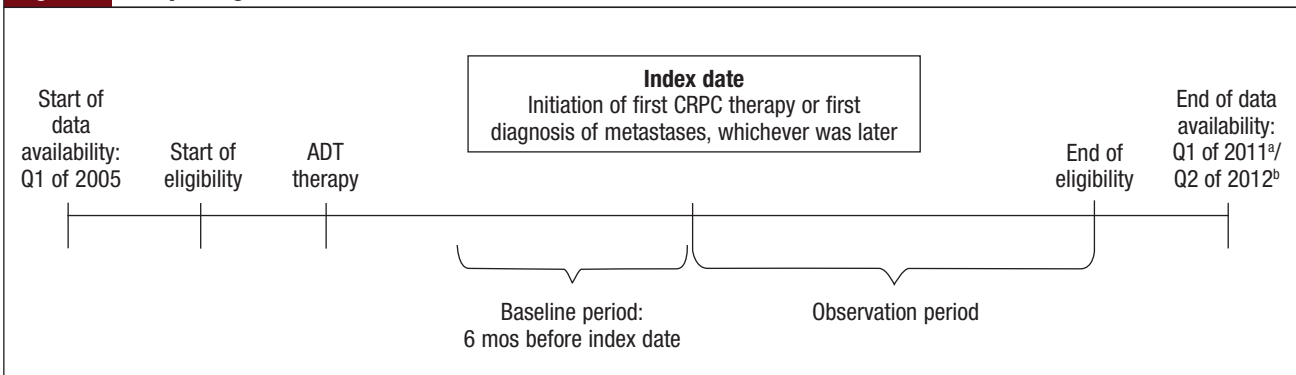 Index date
Initiation of first CRPC therapy or first
diagnosis of metastases, whichever was later
Start of
data
availability:
Q1 of 2005
Start of
eligibility
ADT
therapy
End of
eligibility
End of data
availability:
Q1 of 2011ᵃ/
Q2 of 2012ᵇ
Baseline period:
6 mos before index date
Observation period